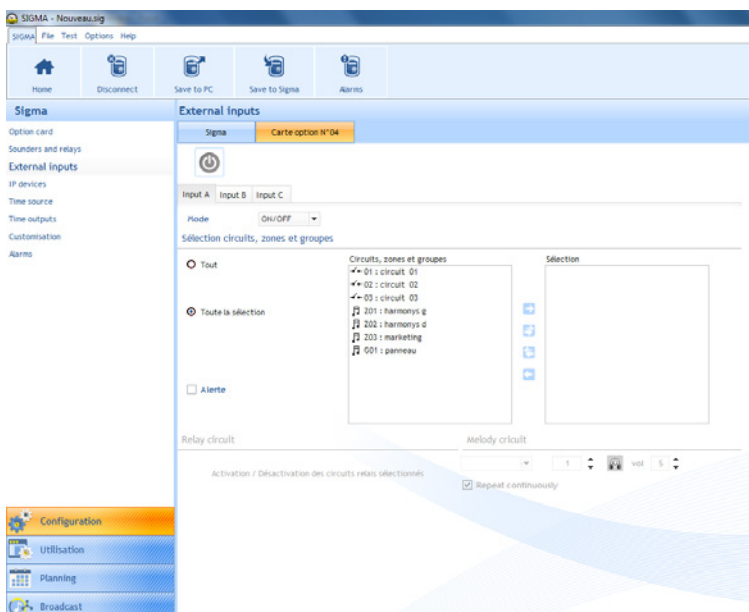 SIGMA - Nouveau.sig
SIGMA File Test Options Help
Home Disconnect Save to PC Save to Sigma Alarms
Sigma
Option card
Sounders and relays
External inputs
IP devices
Time source
Time outputs
Customisation
Alarms
Configuration
Utilisation
Planning
Broadcast
External inputs
Sigma Carte option N°04
Input A Input B Input C
Mode ON/OFF
Sélection circuits, zones et groupes
Tout
Toute la sélection
Alerte
Circuits, zones et groupes
01 : circuit 01
02 : circuit 02
03 : circuit 03
Z01 : harmonys g
Z02 : harmonys d
Z03 : marketing
G01 : panneau
Sélection
Relay circuit
Activation / Désactivation des circuits relais sélectionnés
Melody cricuit
1 vol 5
Repeat continuously